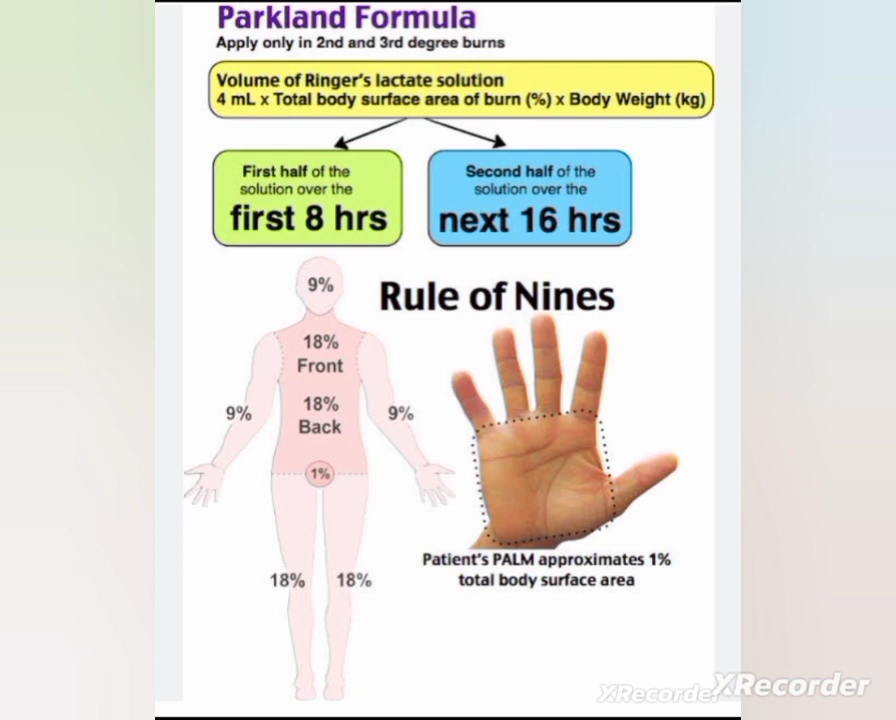 Parkland Formula
Apply only in 2nd and 3rd degree burns
Volume of Ringer's lactate solution
4 mL x Total body surface area of burn (%) x Body Weight (kg)
First half of the
solution over the
first 8 hrs
Second half of the
solution over the
next 16 hrs
Rule of Nines
9%
18%
Front
18%
Back
9%
9%
1%
18%
18%
Patient's PALM approximates 1%
total body surface area
XRecorder
XRecorder